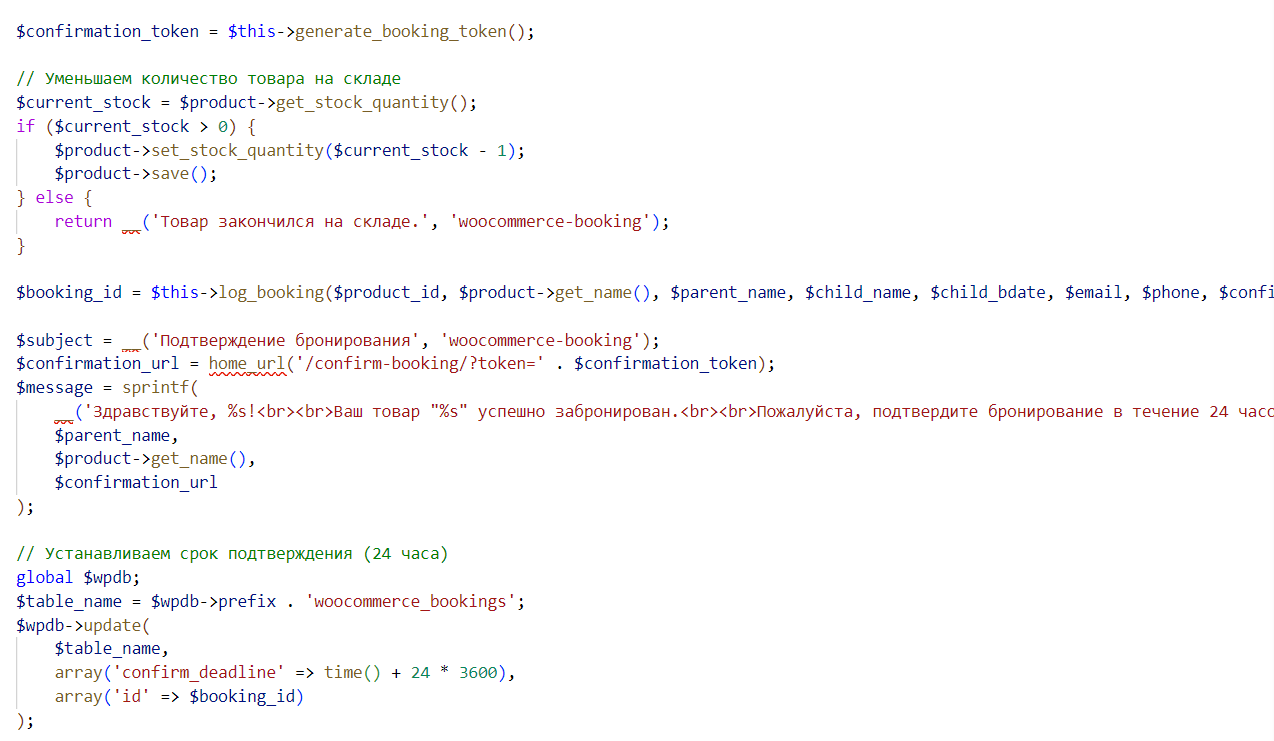 $confirmation_token = $this->generate_booking_token();
// Уменьшаем количество товара на складе
$current_stock = $product->get_stock_quantity();
if ($current_stock > 0) {
$product->set_stock_quantity($current_stock - 1);
$product->save();
} else {
return __('Товар закончился на складе.', 'woocommerce-booking');
}
$booking_id = $this->log_booking($product_id, $product->get_name(), $parent_name, $child_name, $child_bdate, $email, $phone, $confi
$subject = __('Подтверждение бронирования', 'woocommerce-booking');
$confirmation_url = home_url('/confirm-booking/?token=' . $confirmation_token);
$message = sprintf(
__('Здравствуйте, %s!<br><br>Ваш товар "%s" успешно забронирован.<br><br>Пожалуйста, подтвердите бронирование в течение 24 часо
$parent_name,
$product->get_name(),
$confirmation_url
);
// Устанавливаем срок подтверждения (24 часа)
global $wpdb;
$table_name = $wpdb->prefix . 'woocommerce_bookings';
$wpdb->update(
$table_name,
array('confirm_deadline' => time() + 24 * 3600),
array('id' => $booking_id)
);